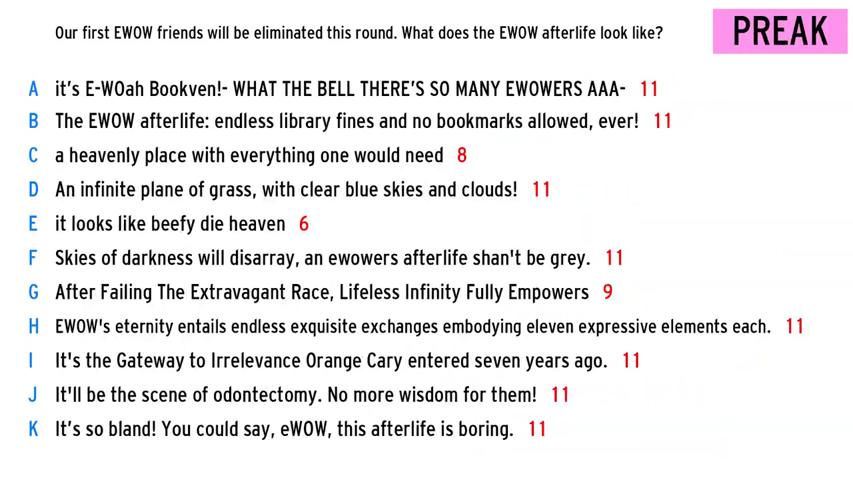 Our first EWOW friends will be eliminated this round. What does the EWOW afterlife look like?
PREAK
A it's E-WOah Bookven!- WHAT THE BELL THERE'S SO MANY EWOWERS AAA- 11
B The EWOW afterlife: endless library fines and no bookmarks allowed, ever! 11
C a heavenly place with everything one would need 8
D An infinite plane of grass, with clear blue skies and clouds! 11
E it looks like beefy die heaven 6
F Skies of darkness will disarray, an ewowers afterlife shan't be grey. 11
G After Failing The Extravagant Race, Lifeless Infinity Fully Empowers 9
H EWOW's eternity entails endless exquisite exchanges embodying eleven expressive elements each. 11
I It's the Gateway to Irrelevance Orange Cary entered seven years ago. 11
J It'll be the scene of odontectomy. No more wisdom for them! 11
K It's so bland! You could say, eWOW, this afterlife is boring. 11